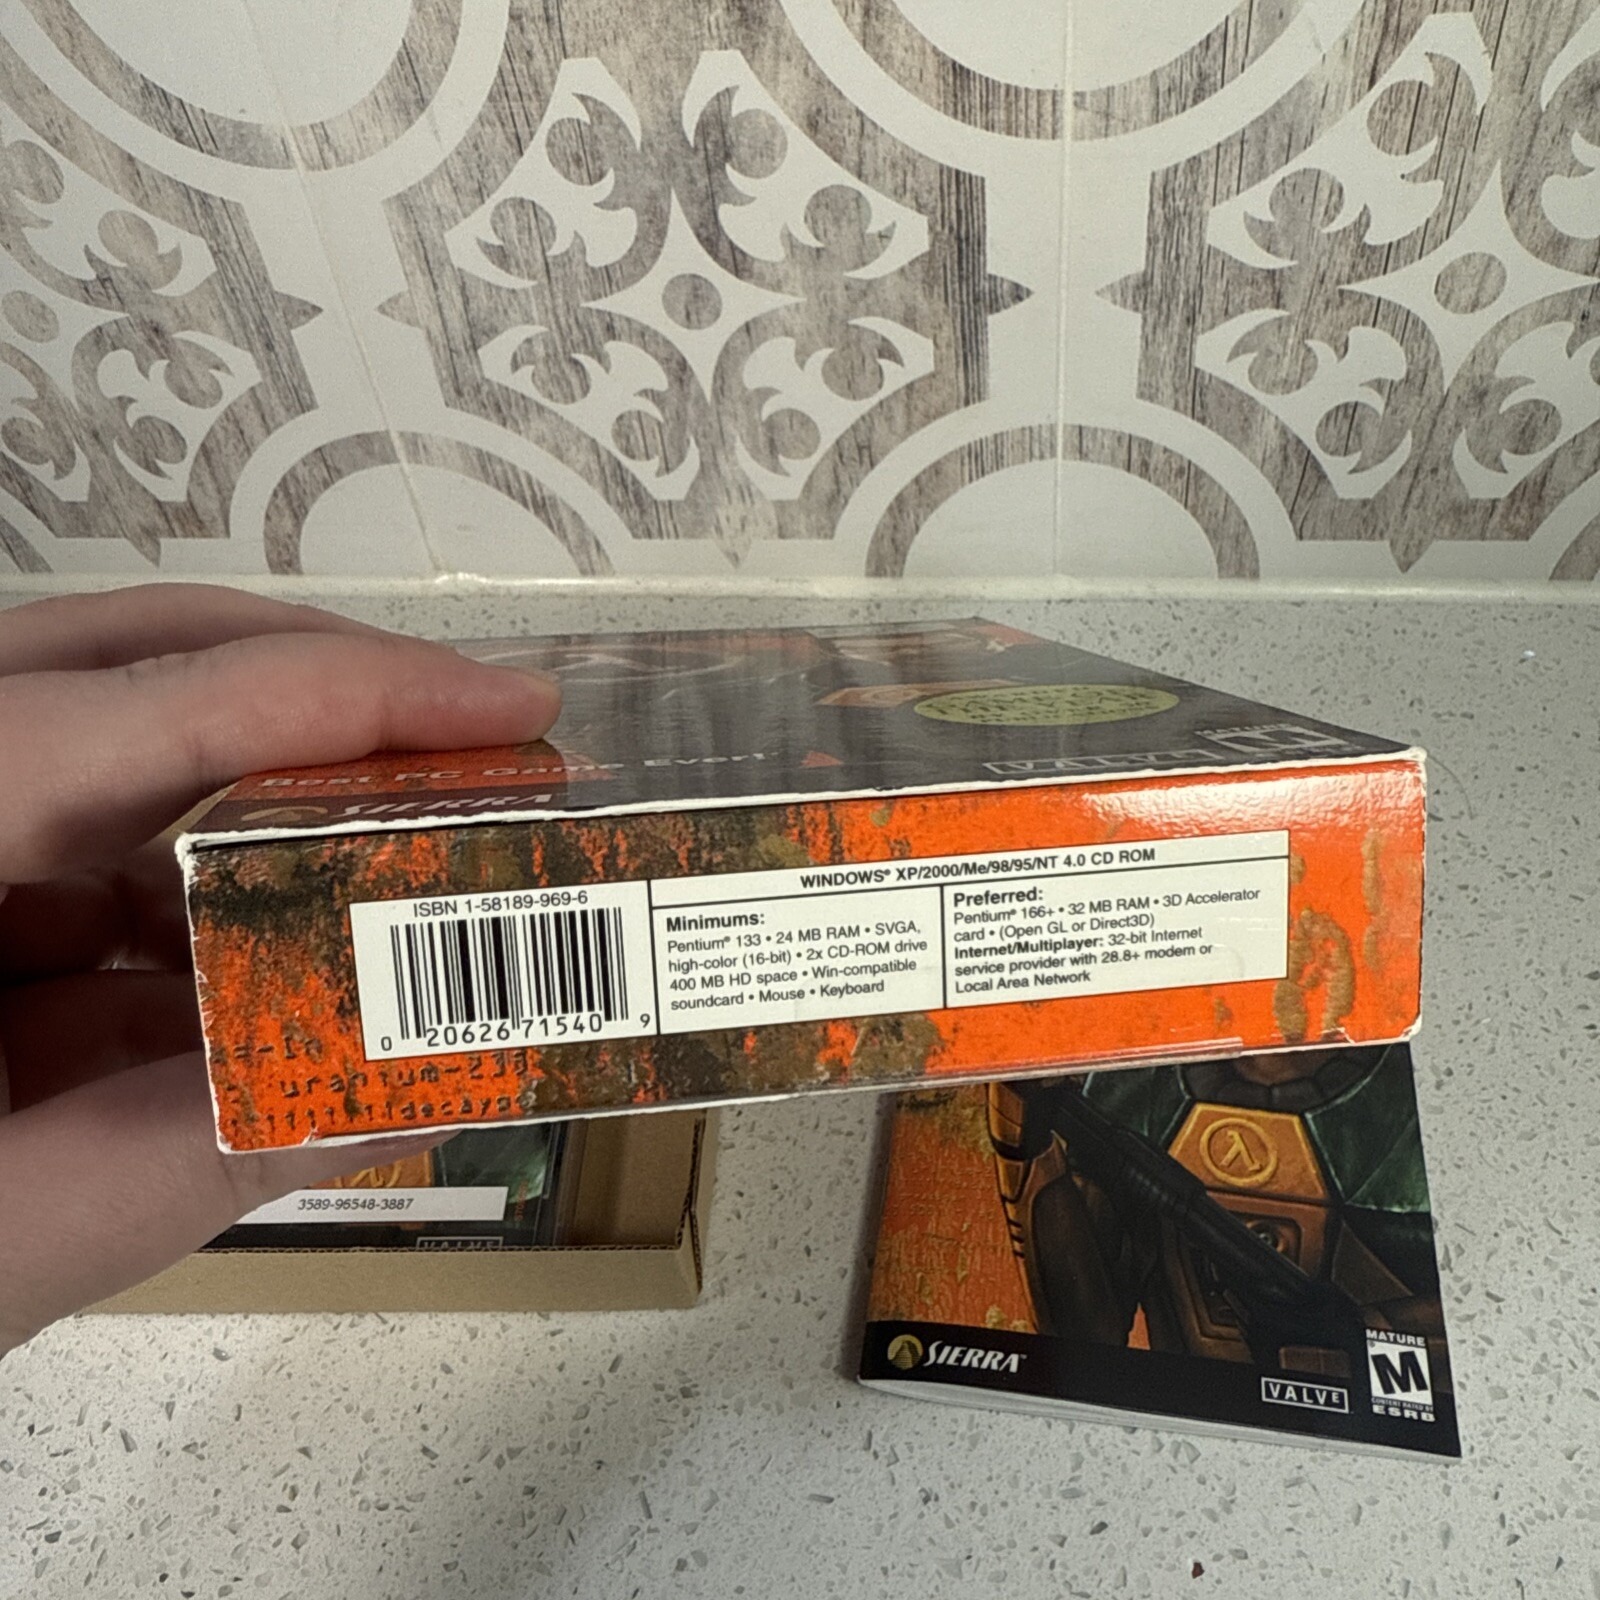 Best PC Game Ever!
SIERRA
VALVE
ISBN 1-58189-969-6
0 20626 71540 9
WINDOWS® XP/2000/Me/98/95/NT 4.0 CD ROM
Minimums:
Pentium® 133 • 24 MB RAM • SVGA,
high-color (16-bit) • 2x CD-ROM drive
400 MB HD space • Win-compatible
soundcard • Mouse • Keyboard
Preferred:
Pentium® 166+ • 32 MB RAM • 3D Accelerator
card • (Open GL or Direct3D)
Internet/Multiplayer: 32-bit Internet
service provider with 28.8+ modem or
Local Area Network
uranium-238
decay
3589-96548-3887
VALVE
SIERRA™
VALVE
MATURE
M
CONTENT RATED BY
ESRB